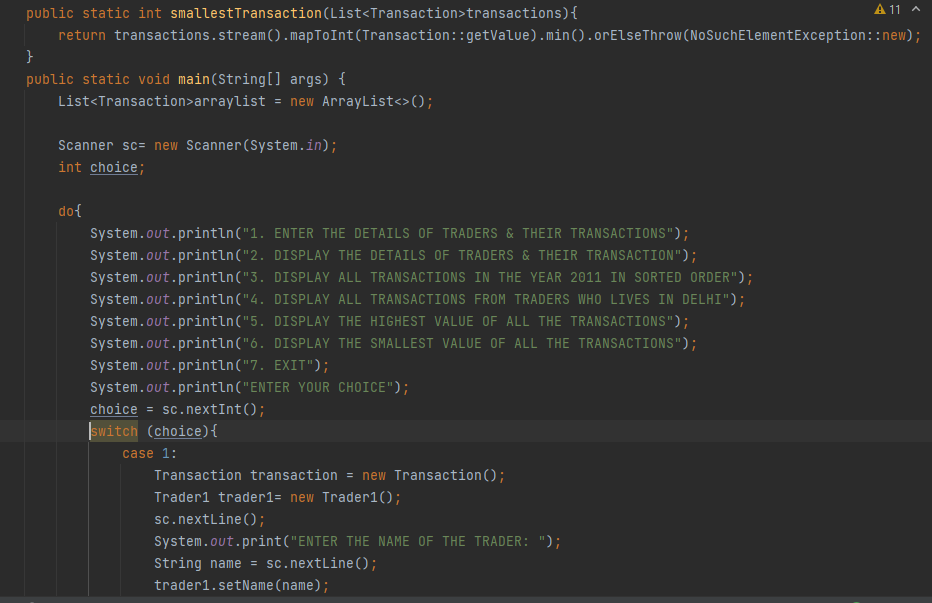 public static int smallestTransaction(List<Transaction>transactions){
11
return transactions.stream().mapToInt(Transaction::getValue).min().orElseThrow(NoSuchElementException::new);
}
public static void main(String[] args) {
List<Transaction>arraylist = new ArrayList<>();
Scanner sc= new Scanner(System.in);
int choice;
do{
System.out.println("1. ENTER THE DETAILS OF TRADERS & THEIR TRANSACTIONS");
System.out.println("2. DISPLAY THE DETAILS OF TRADERS & THEIR TRANSACTION");
System.out.println("3. DISPLAY ALL TRANSACTIONS IN THE YEAR 2011 IN SORTED ORDER");
System.out.println("4. DISPLAY ALL TRANSACTIONS FROM TRADERS WHO LIVES IN DELHI");
System.out.println("5. DISPLAY THE HIGHEST VALUE OF ALL THE TRANSACTIONS");
System.out.println("6. DISPLAY THE SMALLEST VALUE OF ALL THE TRANSACTIONS");
System.out.println("7. EXIT");
System.out.println("ENTER YOUR CHOICE");
choice = sc.nextInt();
switch (choice){
case 1:
Transaction transaction = new Transaction();
Trader1 trader1= new Trader1();
sc.nextLine();
System.out.print("ENTER THE NAME OF THE TRADER: ");
String name = sc.nextLine();
trader1.setName(name);